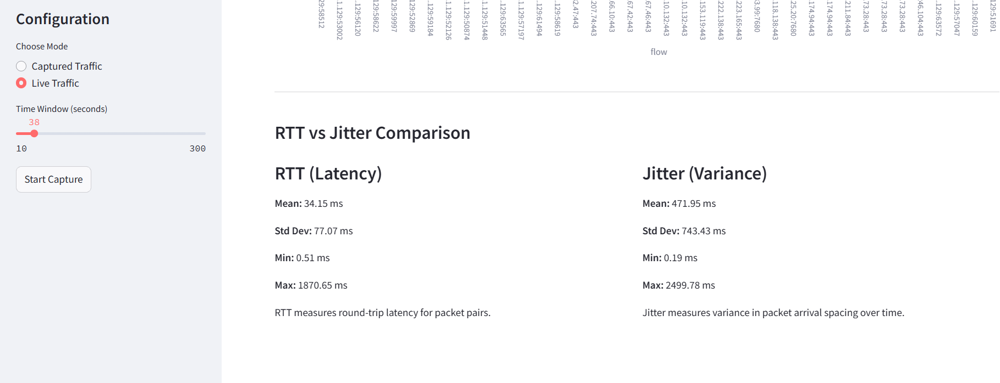 Configuration
Choose Mode
Captured Traffic
Live Traffic
Time Window (seconds)
38
10
300
Start Capture
29:58512
.1.129:53002
..129:56120
129:58622
129:59997
129:52869
..129:59184
.1.129:52126
.1.129:50874
.1.129:51448
..129:63565
.1.129:57197
..129:61494
..129:58619
2.47:443
.207.74:443
.66.10:443
.67.42:443
.67.46:443
.10.132:443
.10.132:443
.153.119:443
.222.138:443
.223.165:443
3.99:7680
.118.138:443
.25.20:7680
.174.94:443
.174.94:443
.211.84:443
.73.28:443
.73.28:443
.73.28:443
46.104:443
..129:63572
..129:57047
..129:60159
129:51691
flow
RTT vs Jitter Comparison
RTT (Latency)
Mean: 34.15 ms
Std Dev: 77.07 ms
Min: 0.51 ms
Max: 1870.65 ms
RTT measures round-trip latency for packet pairs.
Jitter (Variance)
Mean: 471.95 ms
Std Dev: 743.43 ms
Min: 0.19 ms
Max: 2499.78 ms
Jitter measures variance in packet arrival spacing over time.